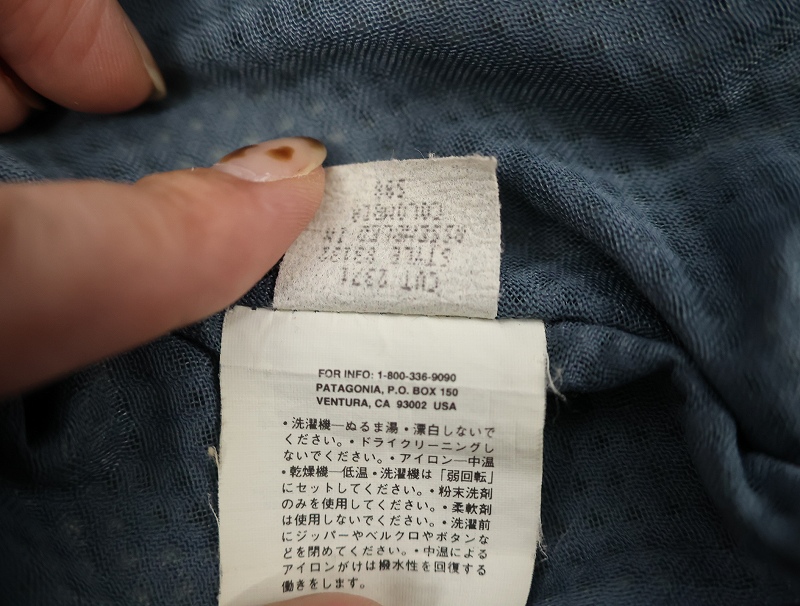 CUT 2371
STYLE
ASSEMBLED IN
COLOMBIA
FOR INFO: 1-800-336-9090
PATAGONIA, P.O. BOX 150
VENTURA, CA 93002 USA
・洗濯機—ぬるま湯・漂白しないで
ください。・ドライクリーニングし
ないでください。・アイロン—中温
・乾燥機—低温・洗濯機は「弱回転」
にセットしてください。・粉末洗剤
のみを使用してください。・柔軟剤
は使用しないでください。・洗濯前
にジッパーやベルクロやボタンな
どを閉めてください。・中温による
アイロンがけは撥水性を回復する
働きをします。